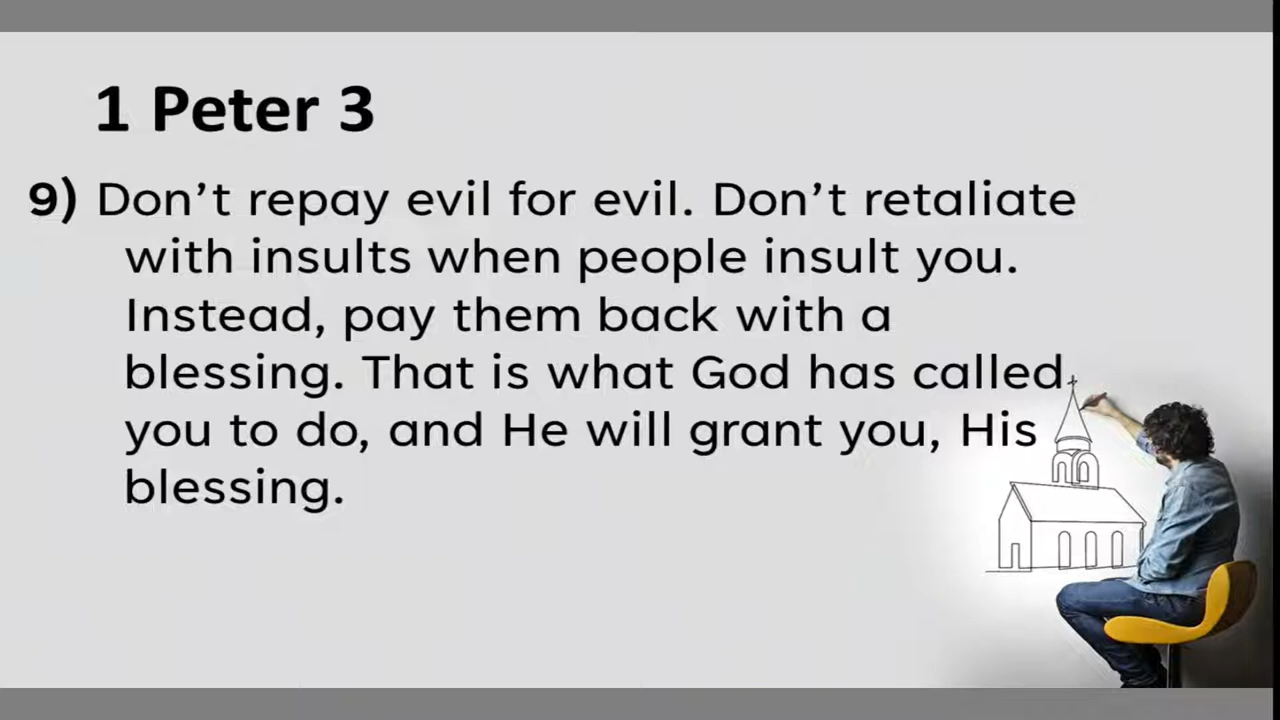 1 Peter 3
9) Don’t repay evil for evil. Don’t retaliate
with insults when people insult you.
Instead, pay them back with a
blessing. That is what God has called
you to do, and He will grant you, His
blessing.